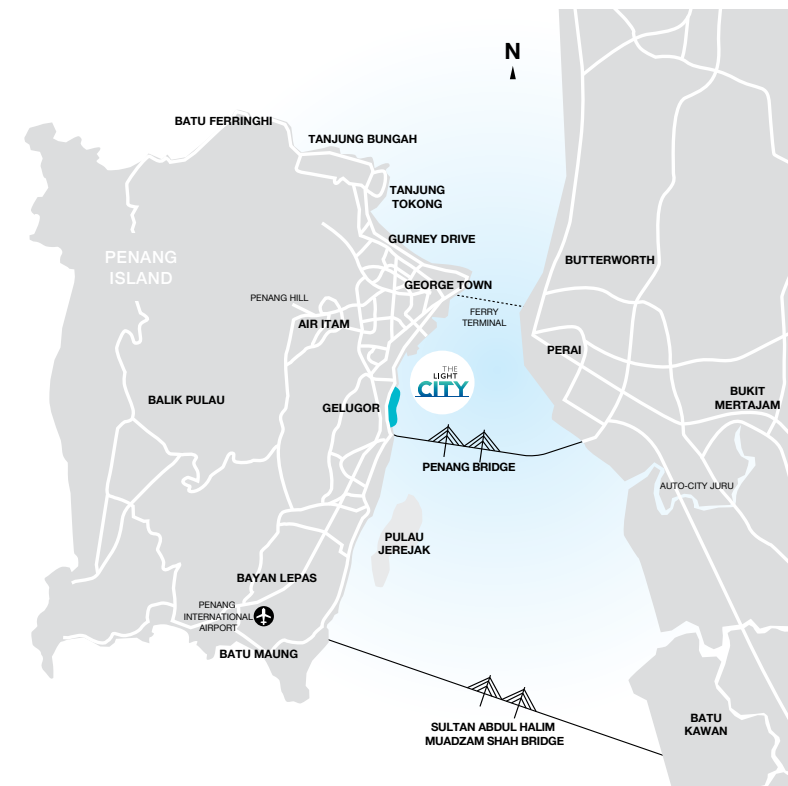 N
BATU FERRINGHI
TANJUNG BUNGAH
TANJUNG
TOKONG
GURNEY DRIVE
PENANG
ISLAND
BUTTERWORTH
GEORGE TOWN
PENANG HILL
FERRY
TERMINAL
AIR ITAM
PERAI
THE
LIGHT
CITY
BUKIT
MERTAJAM
BALIK PULAU
GELUGOR
PENANG BRIDGE
AUTO-CITY JURU
PULAU
JEREJAK
BAYAN LEPAS
PENANG
INTERNATIONAL
AIRPORT
BATU MAUNG
SULTAN ABDUL HALIM
MUADZAM SHAH BRIDGE
BATU
KAWAN